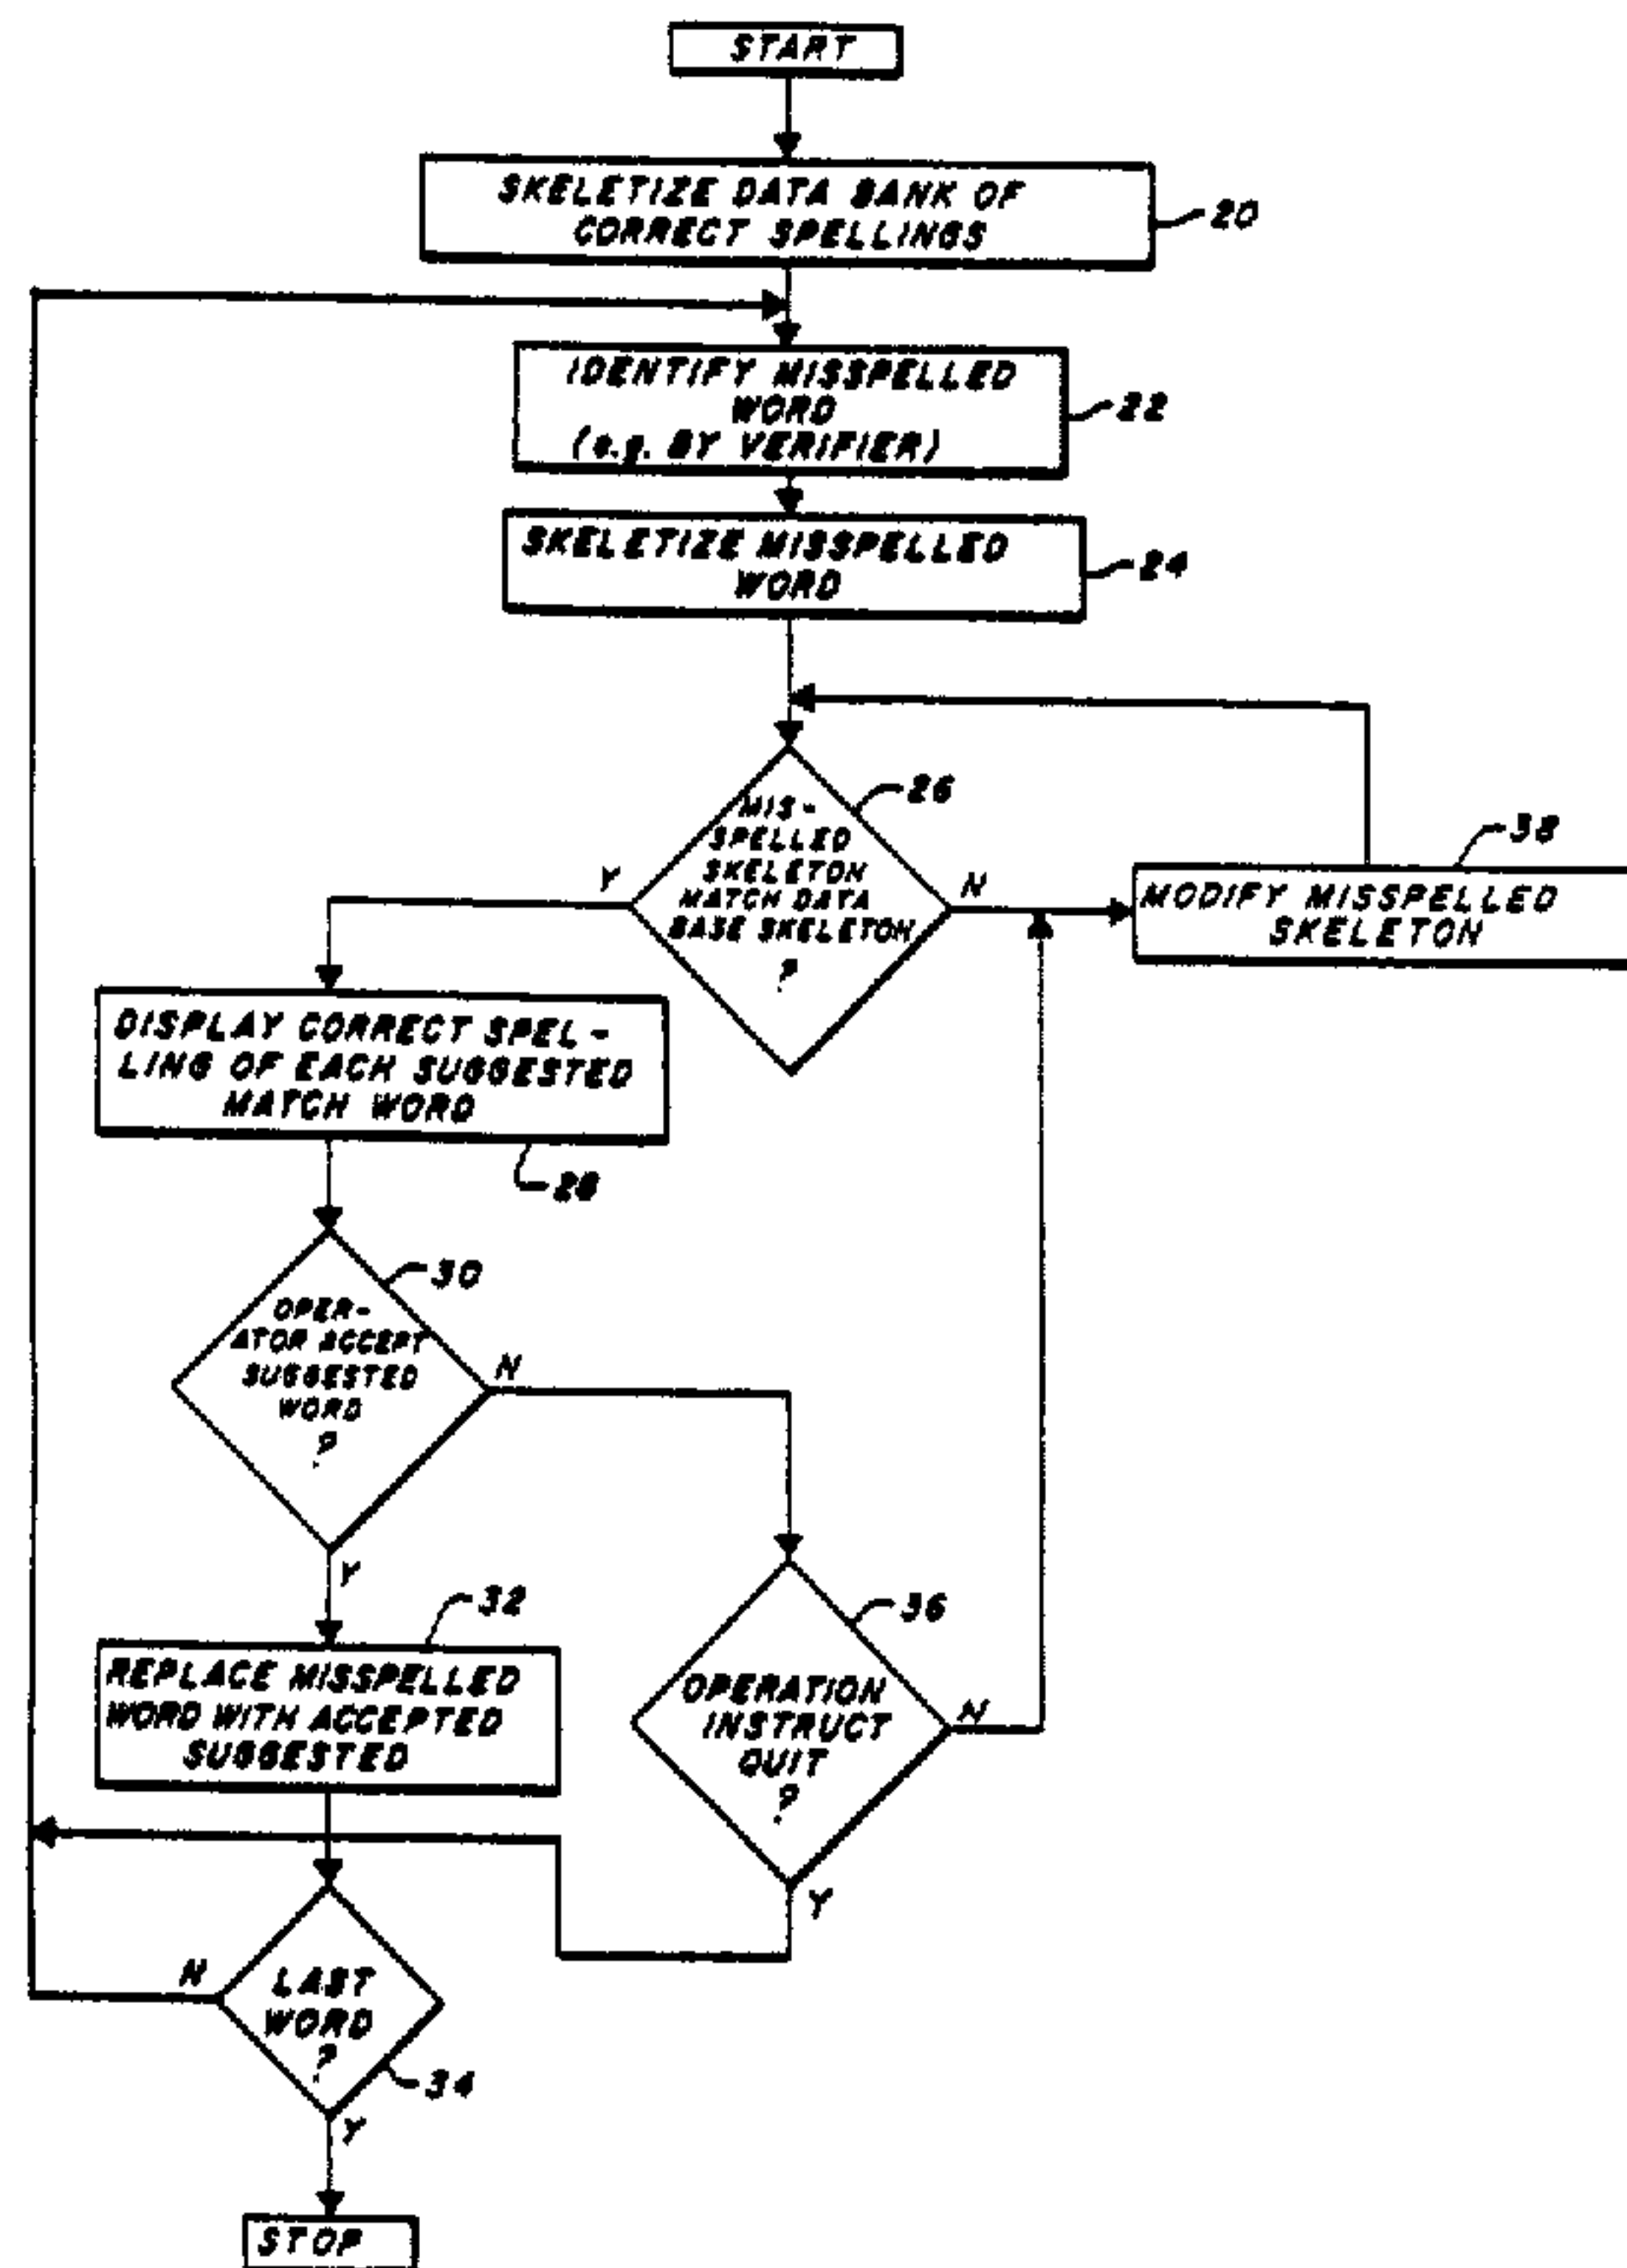 START
SKELETIZE DATA BANK OF
CORRECT SPELLINGS
20
IDENTIFY MISSPELLED
WORD
(e.g. BY VERIFIER)
22
SKELETIZE MISSPELLED
WORD
24
MIS-
SPELLED
SKELETON
MATCH DATA
BASE SKELETON
?
26
Y
N
MODIFY MISSPELLED
SKELETON
38
DISPLAY CORRECT SPEL-
LING OF EACH SUGGESTED
MATCH WORD
28
OPER-
ATOR ACCEPT
SUGGESTED
WORD
?
30
N
Y
REPLACE MISSPELLED
WORD WITH ACCEPTED
SUGGESTED
32
OPERATION
INSTRUCT
QUIT
?
36
N
Y
LAST
WORD
?
34
N
Y
STOP